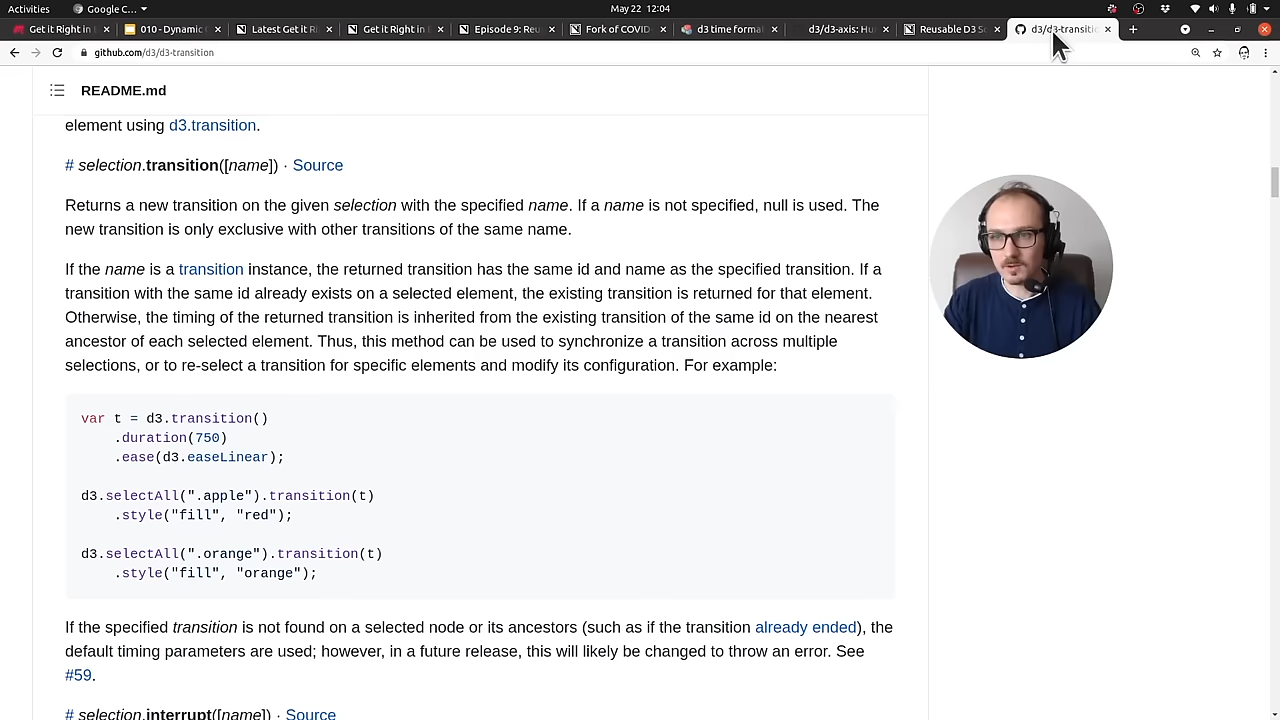 Activities
Google C...
May 22 12:04
Get it Right in
010 - Dynamic
Latest Get it Ri
Get it Right in
Episode 9: Reu
Fork of COVID-
d3 time format
d3/d3-axis: Hu
Reusable D3 Sc
d3/d3-transitio
github.com/d3/d3-transition
README.md
element using d3.transition.
# selection.transition([name]) · Source
Returns a new transition on the given selection with the specified name. If a name is not specified, null is used. The
new transition is only exclusive with other transitions of the same name.
If the name is a transition instance, the returned transition has the same id and name as the specified transition. If a
transition with the same id already exists on a selected element, the existing transition is returned for that element.
Otherwise, the timing of the returned transition is inherited from the existing transition of the same id on the nearest
ancestor of each selected element. Thus, this method can be used to synchronize a transition across multiple
selections, or to re-select a transition for specific elements and modify its configuration. For example:
var t = d3.transition()
    .duration(750)
    .ease(d3.easeLinear);
d3.selectAll(".apple").transition(t)
    .style("fill", "red");
d3.selectAll(".orange").transition(t)
    .style("fill", "orange");
If the specified transition is not found on a selected node or its ancestors (such as if the transition already ended), the
default timing parameters are used; however, in a future release, this will likely be changed to throw an error. See
#59.
# selection.interrupt([name]) · Source